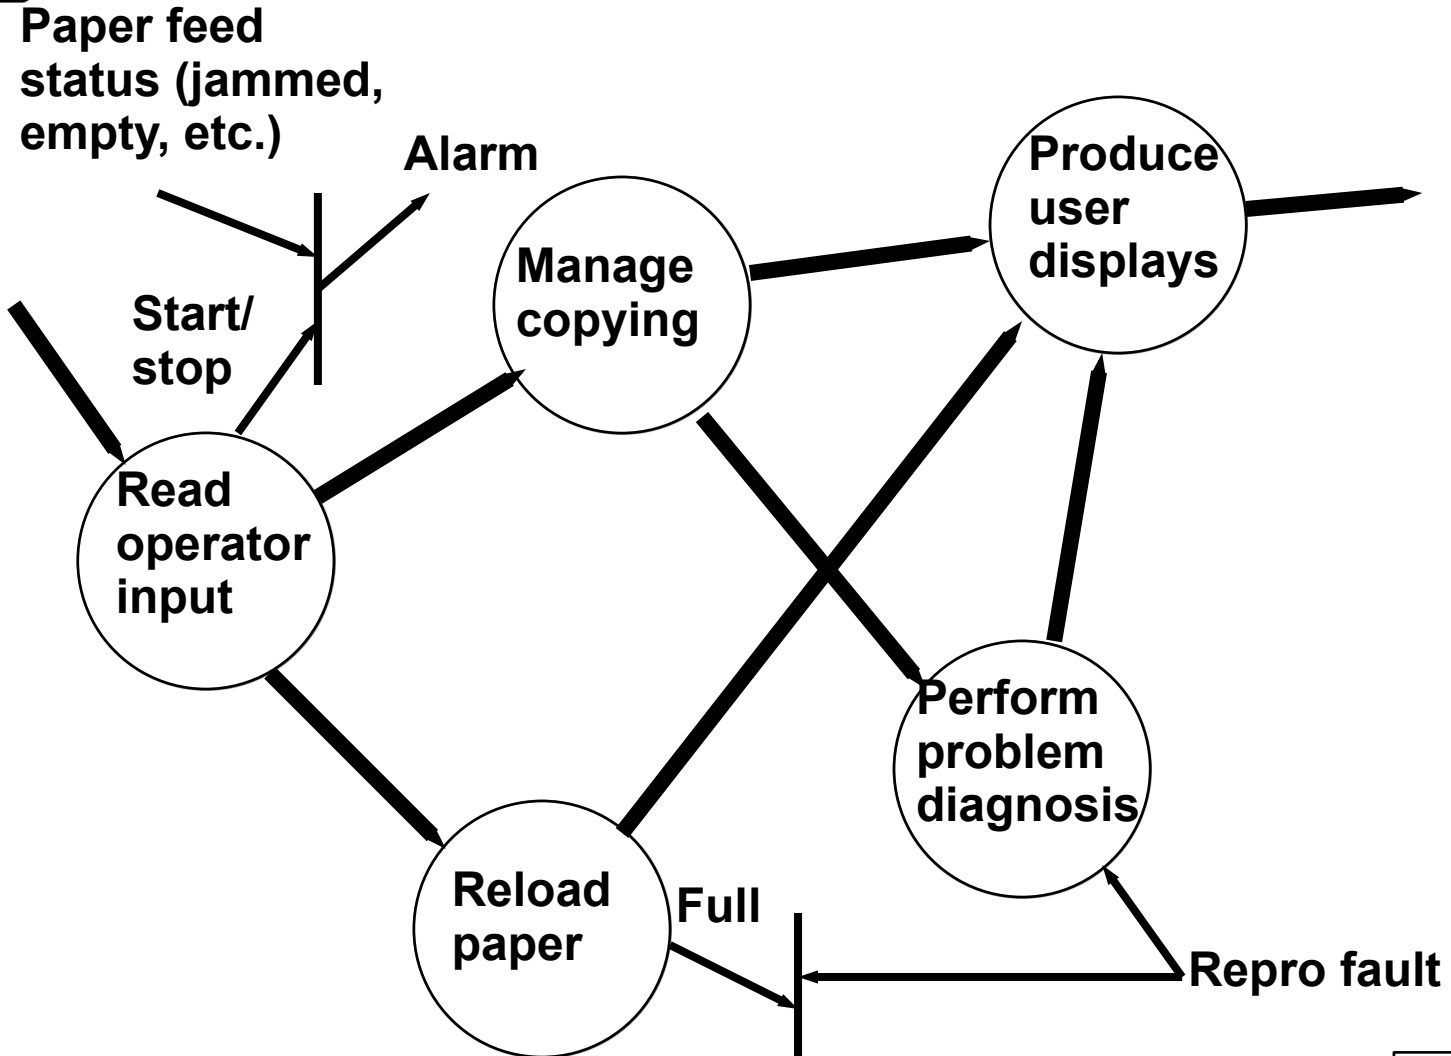 Paper feed
status (jammed,
empty, etc.)
Alarm
Start/
stop
Manage
copying
Produce
user
displays
Read
operator
input
Perform
problem
diagnosis
Reload
paper
Full
Repro fault